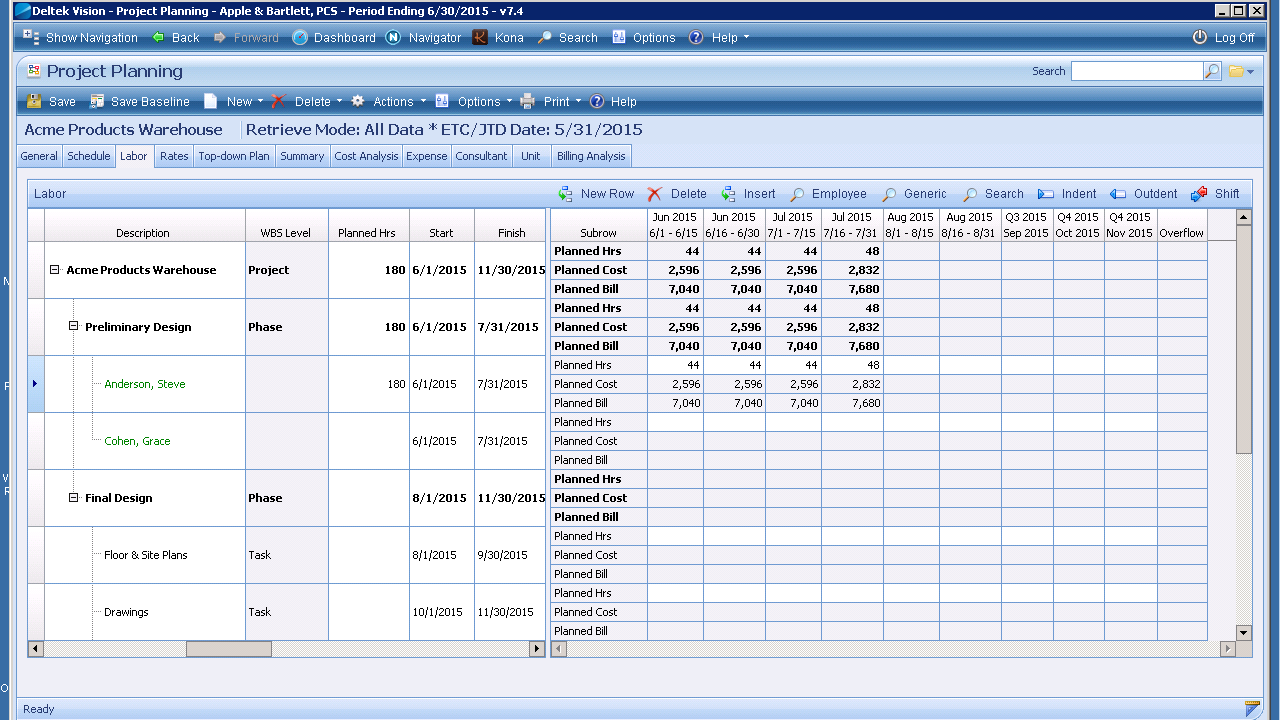 Deltek Vision - Project Planning - Apple & Bartlett, PCS - Period Ending 6/30/2015 - v7.4
Show Navigation Back Forward Dashboard Navigator Kona Search Options Help Log Off
Project Planning Search
Save Save Baseline New Delete Actions Options Print Help
Acme Products Warehouse Retrieve Mode: All Data * ETC/JTD Date: 5/31/2015
General Schedule Labor Rates Top-down Plan Summary Cost Analysis Expense Consultant Unit Billing Analysis
Labor New Row Delete Insert Employee Generic Search Indent Outdent Shift
Jun 2015 Jun 2015 Jul 2015 Jul 2015 Aug 2015 Aug 2015 Q3 2015 Q4 2015 Q4 2015
Description WBS Level Planned Hrs Start Finish Subrow 6/1 - 6/15 6/16 - 6/30 7/1 - 7/15 7/16 - 7/31 8/1 - 8/15 8/16 - 8/31 Sep 2015 Oct 2015 Nov 2015 Overflow
Planned Hrs 44 44 44 48
Acme Products Warehouse Project 180 6/1/2015 11/30/2015 Planned Cost 2,596 2,596 2,596 2,832
Planned Bill 7,040 7,040 7,040 7,680
Planned Hrs 44 44 44 48
Preliminary Design Phase 180 6/1/2015 7/31/2015 Planned Cost 2,596 2,596 2,596 2,832
Planned Bill 7,040 7,040 7,040 7,680
Planned Hrs 44 44 44 48
Anderson, Steve 180 6/1/2015 7/31/2015 Planned Cost 2,596 2,596 2,596 2,832
Planned Bill 7,040 7,040 7,040 7,680
Planned Hrs
Cohen, Grace 6/1/2015 7/31/2015 Planned Cost
Planned Bill
Planned Hrs
Final Design Phase 8/1/2015 11/30/2015 Planned Cost
Planned Bill
Planned Hrs
Floor & Site Plans Task 8/1/2015 9/30/2015 Planned Cost
Planned Bill
Planned Hrs
Drawings Task 10/1/2015 11/30/2015 Planned Cost
Planned Bill
Ready